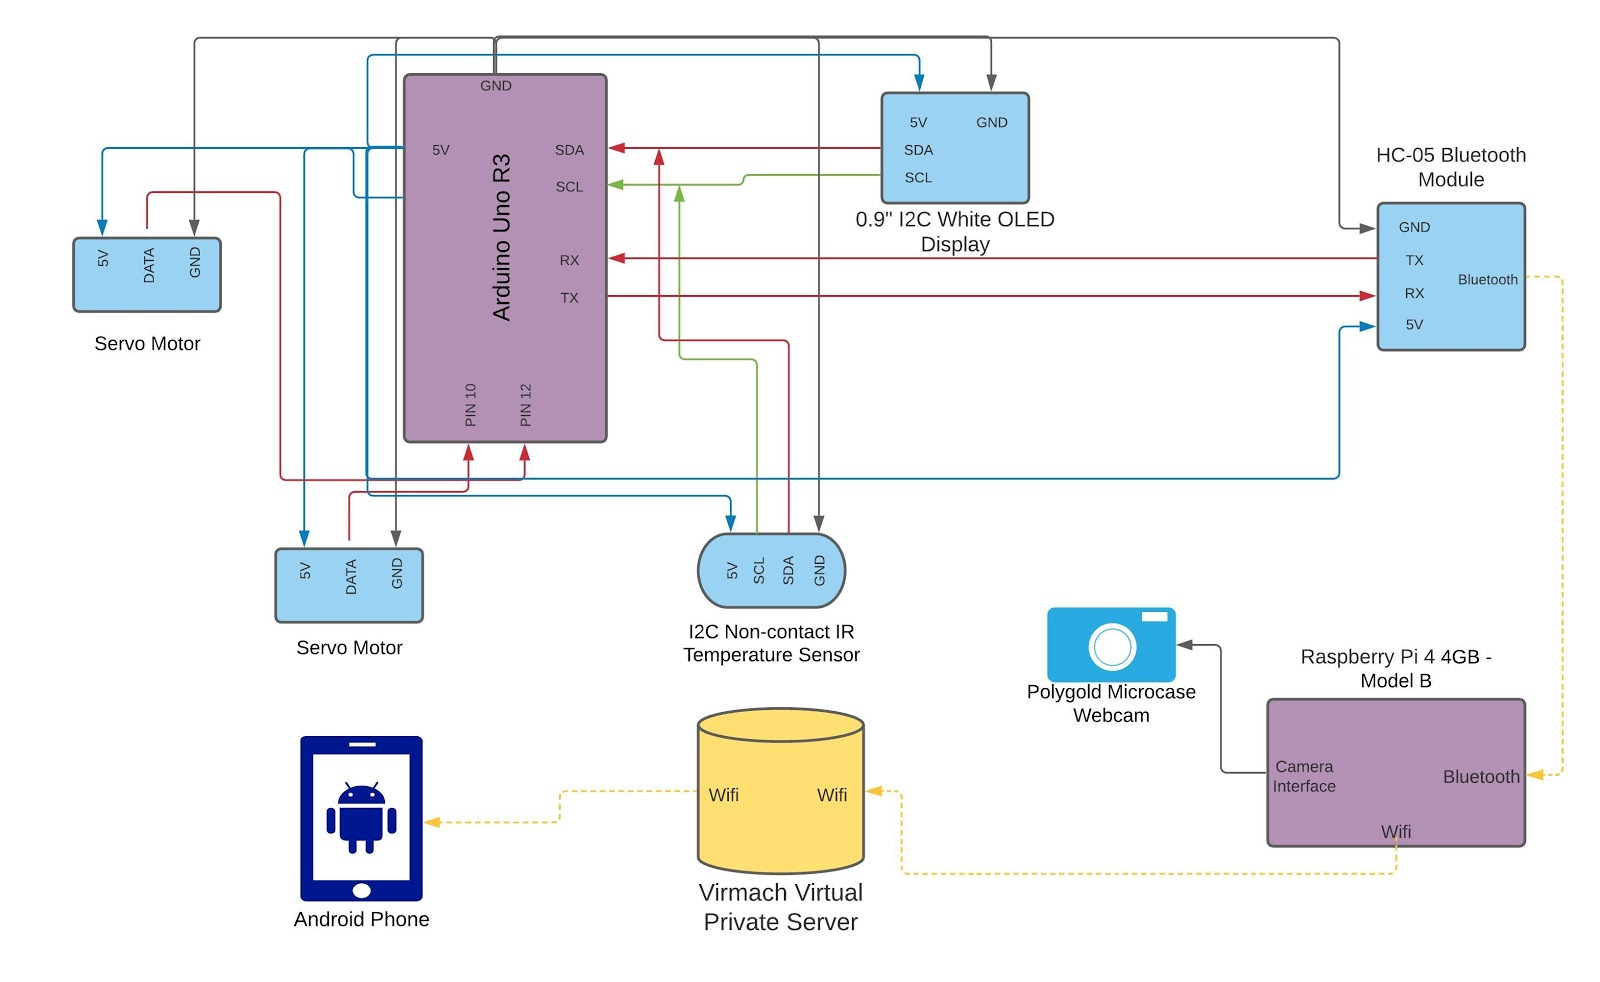 GND
5V
SDA
SCL
RX
TX
Arduino Uno R3
PIN 10
PIN 12
5V
GND
SDA
SCL
0.9" I2C White OLED
Display
HC-05 Bluetooth
Module
GND
TX
RX
5V
Bluetooth
5V
DATA
GND
Servo Motor
5V
DATA
GND
Servo Motor
5V
SCL
SDA
GND
I2C Non-contact IR
Temperature Sensor
Polygold Microcase
Webcam
Raspberry Pi 4 4GB -
Model B
Camera
Interface
Bluetooth
Wifi
Wifi
Wifi
Virmach Virtual
Private Server
Android Phone